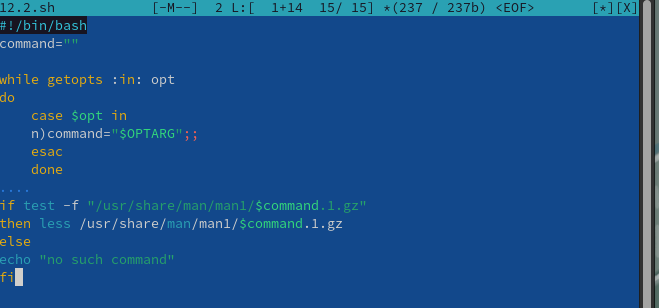 12.2.sh [-M--] 2 L:[ 1+14 15/ 15] *(237 / 237b) <EOF> [*][X]
#!/bin/bash
command=""
while getopts :in: opt
do
case $opt in
n)command="$OPTARG";;
esac
done
....
if test -f "/usr/share/man/man1/$command.1.gz"
then less /usr/share/man/man1/$command.1.gz
else
echo "no such command"
fi